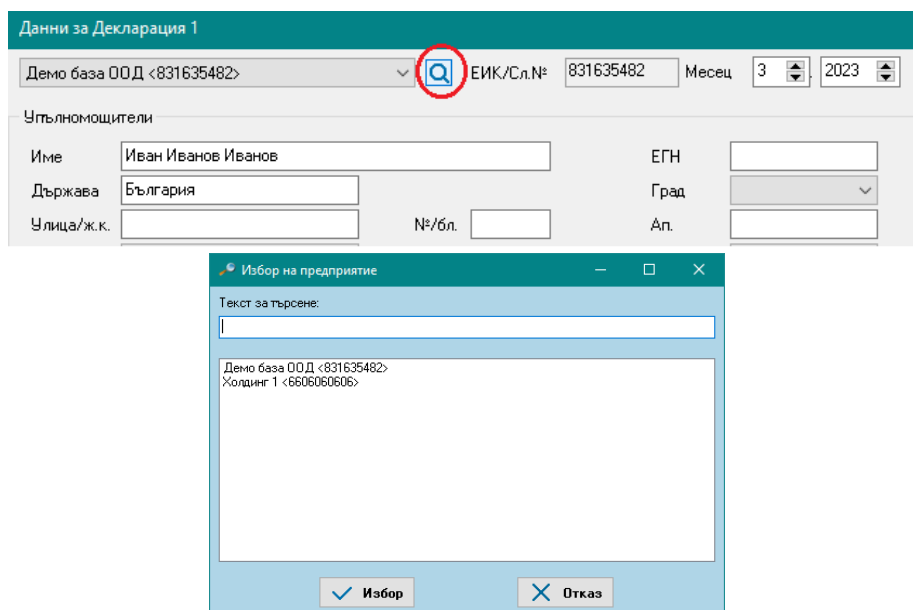 Данни за Декларация 1
Демо база ООД <831635482> ЕИК/Сл.№ 831635482 Месец 3 . 2023
Упълномощители
Име Иван Иванов Иванов ЕГН
Държава България Град
Улица/ж.к. №/бл. Ап.
Избор на предприятие
Текст за търсене:
Демо база ООД <831635482>
Холдинг 1 <6606060606>
Избор Отказ